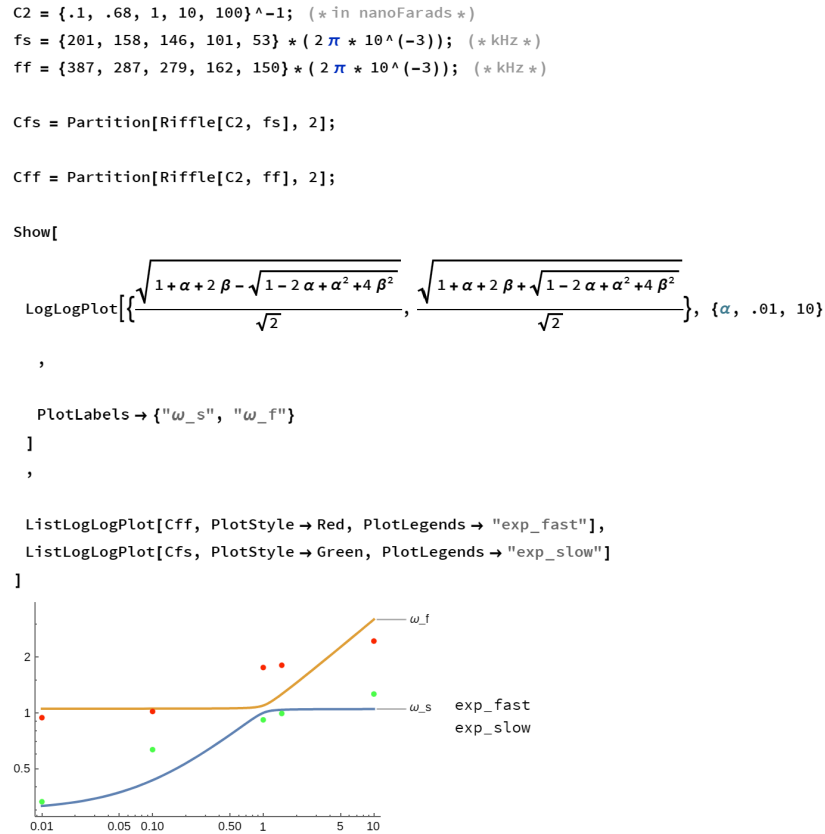 C2 = {.1, .68, 1, 10, 100}^-1; (* in nanoFarads *)
fs = {201, 158, 146, 101, 53} * (2 π * 10^(-3)); (* kHz *)
ff = {387, 287, 279, 162, 150} * (2 π * 10^(-3)); (* kHz *)
Cfs = Partition[Riffle[C2, fs], 2];
Cff = Partition[Riffle[C2, ff], 2];
Show[
LogLogPlot[{√(1 + α + 2 β - √(1 - 2 α + α² + 4 β²))/√2, √(1 + α + 2 β + √(1 - 2 α + α² + 4 β²))/√2}, {α, .01, 10}
,
PlotLabels → {"ω_s", "ω_f"}
]
,
ListLogLogPlot[Cff, PlotStyle → Red, PlotLegends → "exp_fast"],
ListLogLogPlot[Cfs, PlotStyle → Green, PlotLegends → "exp_slow"]
]
ω_f
2
exp_fast
1
ω_s
exp_slow
0.5
0.01 0.05 0.10 0.50 1 5 10